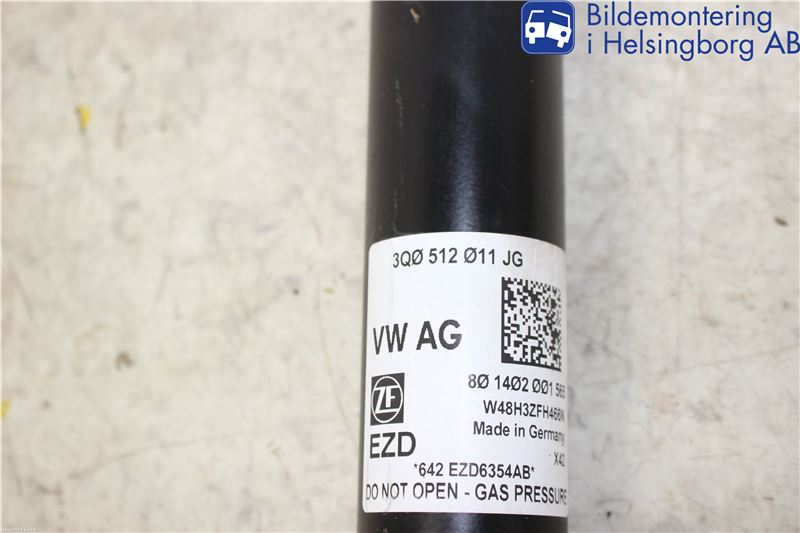 Bildemontering
i Helsingborg AB
3QØ 512 Ø11 JG
VW AG
8Ø 14Ø2 ØØ1 565
ZF
W48H3ZFH466N
Made in Germany
EZD
X42
*642 EZD6354AB*
DO NOT OPEN - GAS PRESSURE